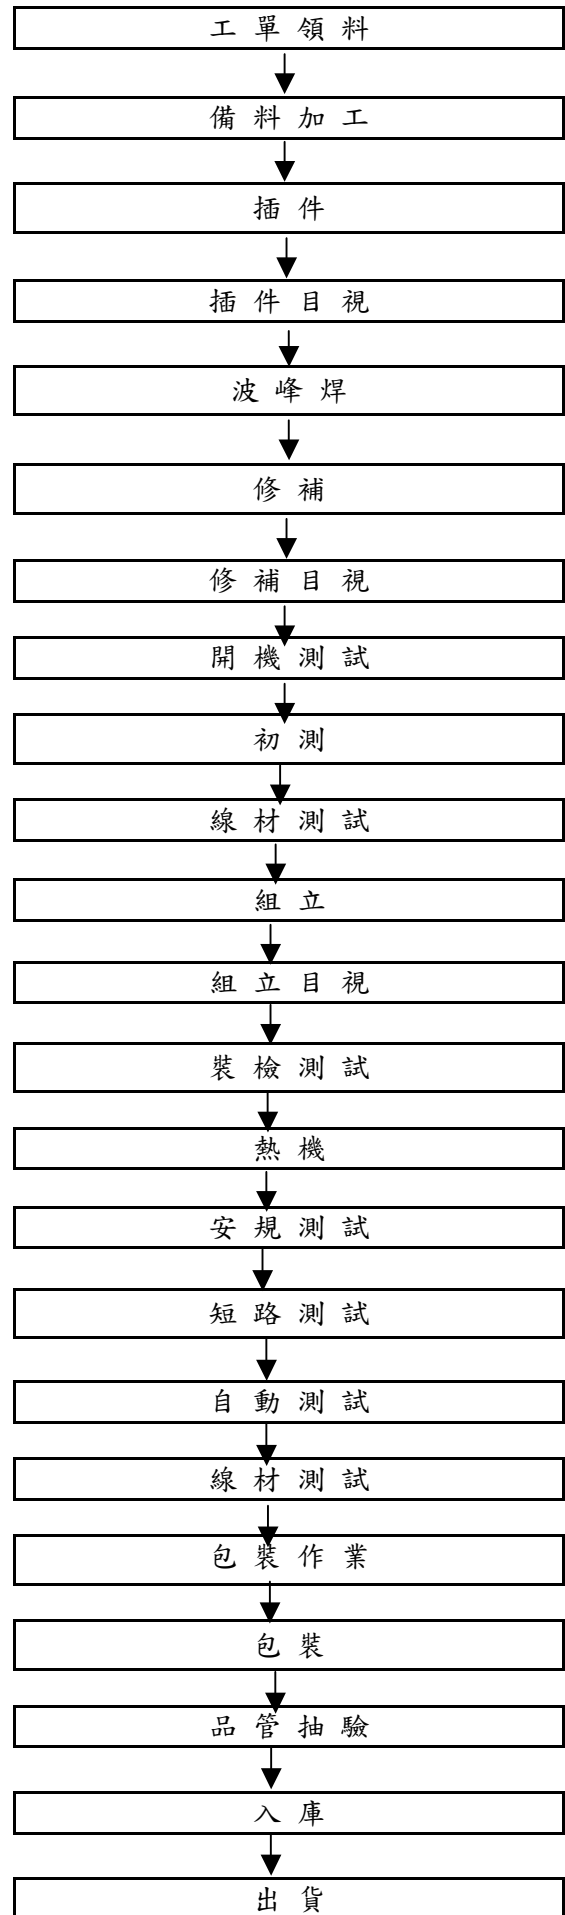 工單領料
備料加工
插件
插件目視
波峰焊
修補
修補目視
開機測試
初測
線材測試
組立
組立目視
裝檢測試
熱機
安規測試
短路測試
自動測試
線材測試
包裝作業
包裝
品管抽驗
入庫
出貨